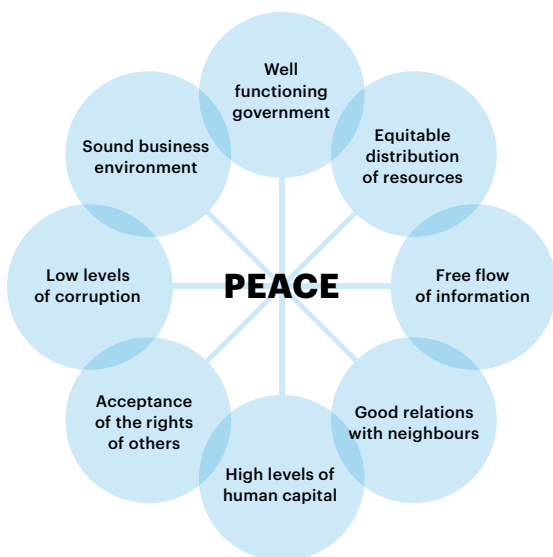 Well
functioning
government
Equitable
distribution
of resources
Sound business
environment
Low levels
of corruption
PEACE
Free flow
of information
Acceptance
of the rights
of others
Good relations
with neighbours
High levels of
human capital